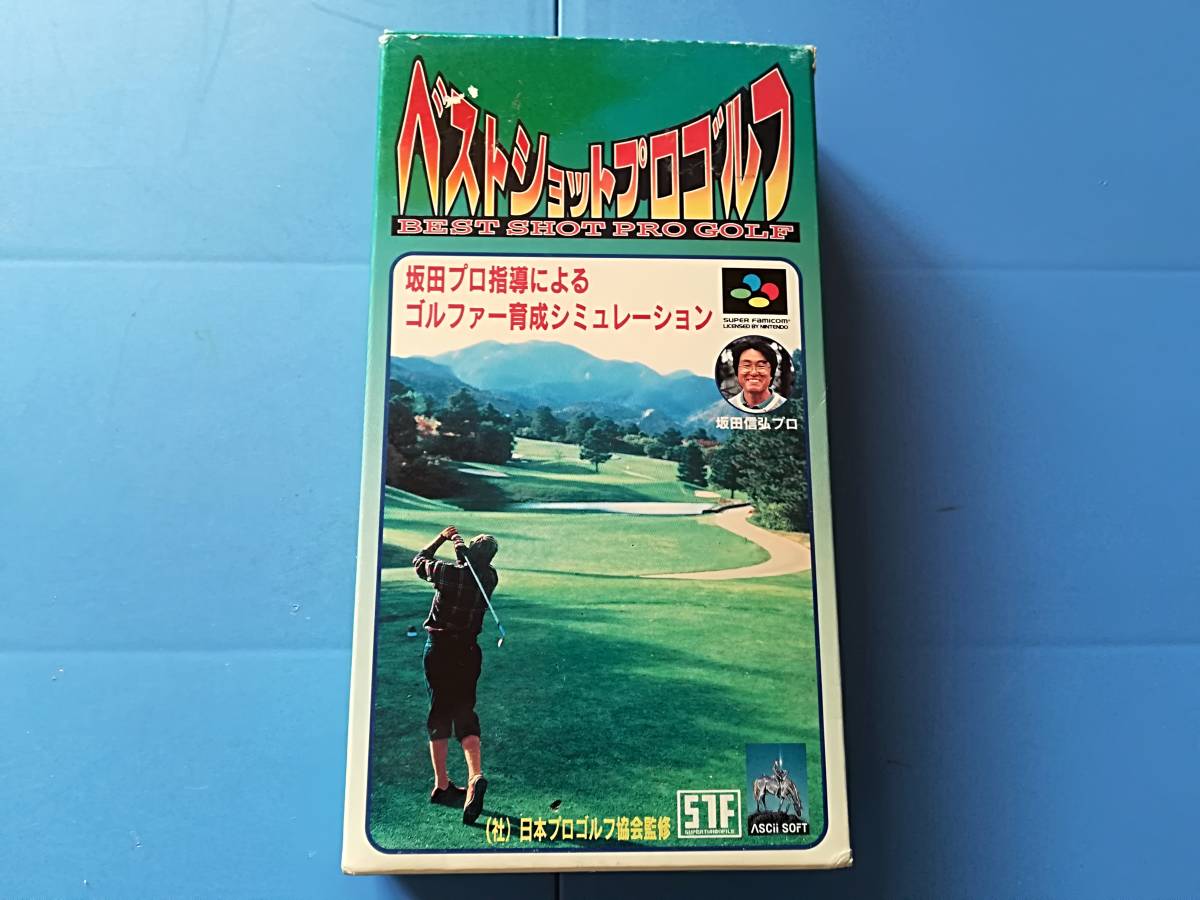 ベストショットプロゴルフ
BEST SHOT PRO GOLF
坂田プロ指導による
ゴルファー育成シミュレーション
SUPER FAMICOM
LICENSED BY NINTENDO
坂田信弘プロ
(社) 日本プロゴルフ協会監修
STF
SUPER TURBO FILE
ASCII SOFT